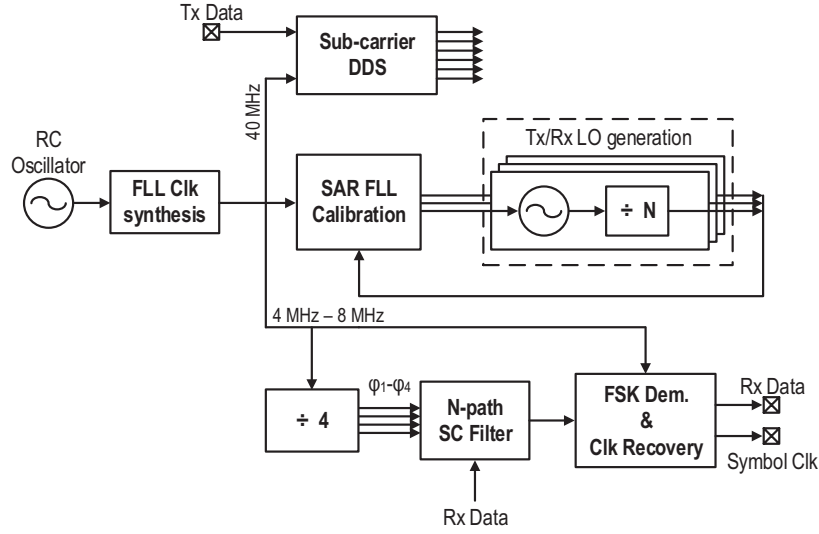 Tx Data
Sub-carrier
DDS
40 MHz
RC
Oscillator
FLL Clk
synthesis
SAR FLL
Calibration
Tx/Rx LO generation
÷ N
4 MHz – 8 MHz
÷ 4
φ1-φ4
N-path
SC Filter
FSK Dem.
&
Clk Recovery
Rx Data
Symbol Clk
Rx Data